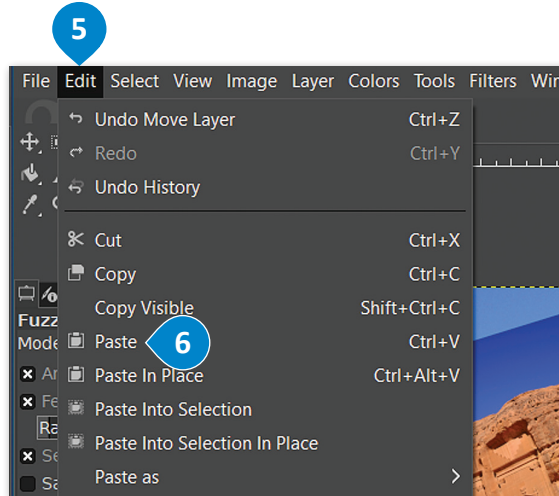 5
File Edit Select View Image Layer Colors Tools Filters
Undo Move Layer Ctrl+Z
Redo Ctrl+Y
Undo History
Cut Ctrl+X
Copy Ctrl+C
Copy Visible Shift+Ctrl+C
Fuzz
Mode
Paste 6 Ctrl+V
Paste In Place Ctrl+Alt+V
Paste Into Selection
Paste Into Selection In Place
Paste as